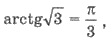 arctg√3 = π/3 ,